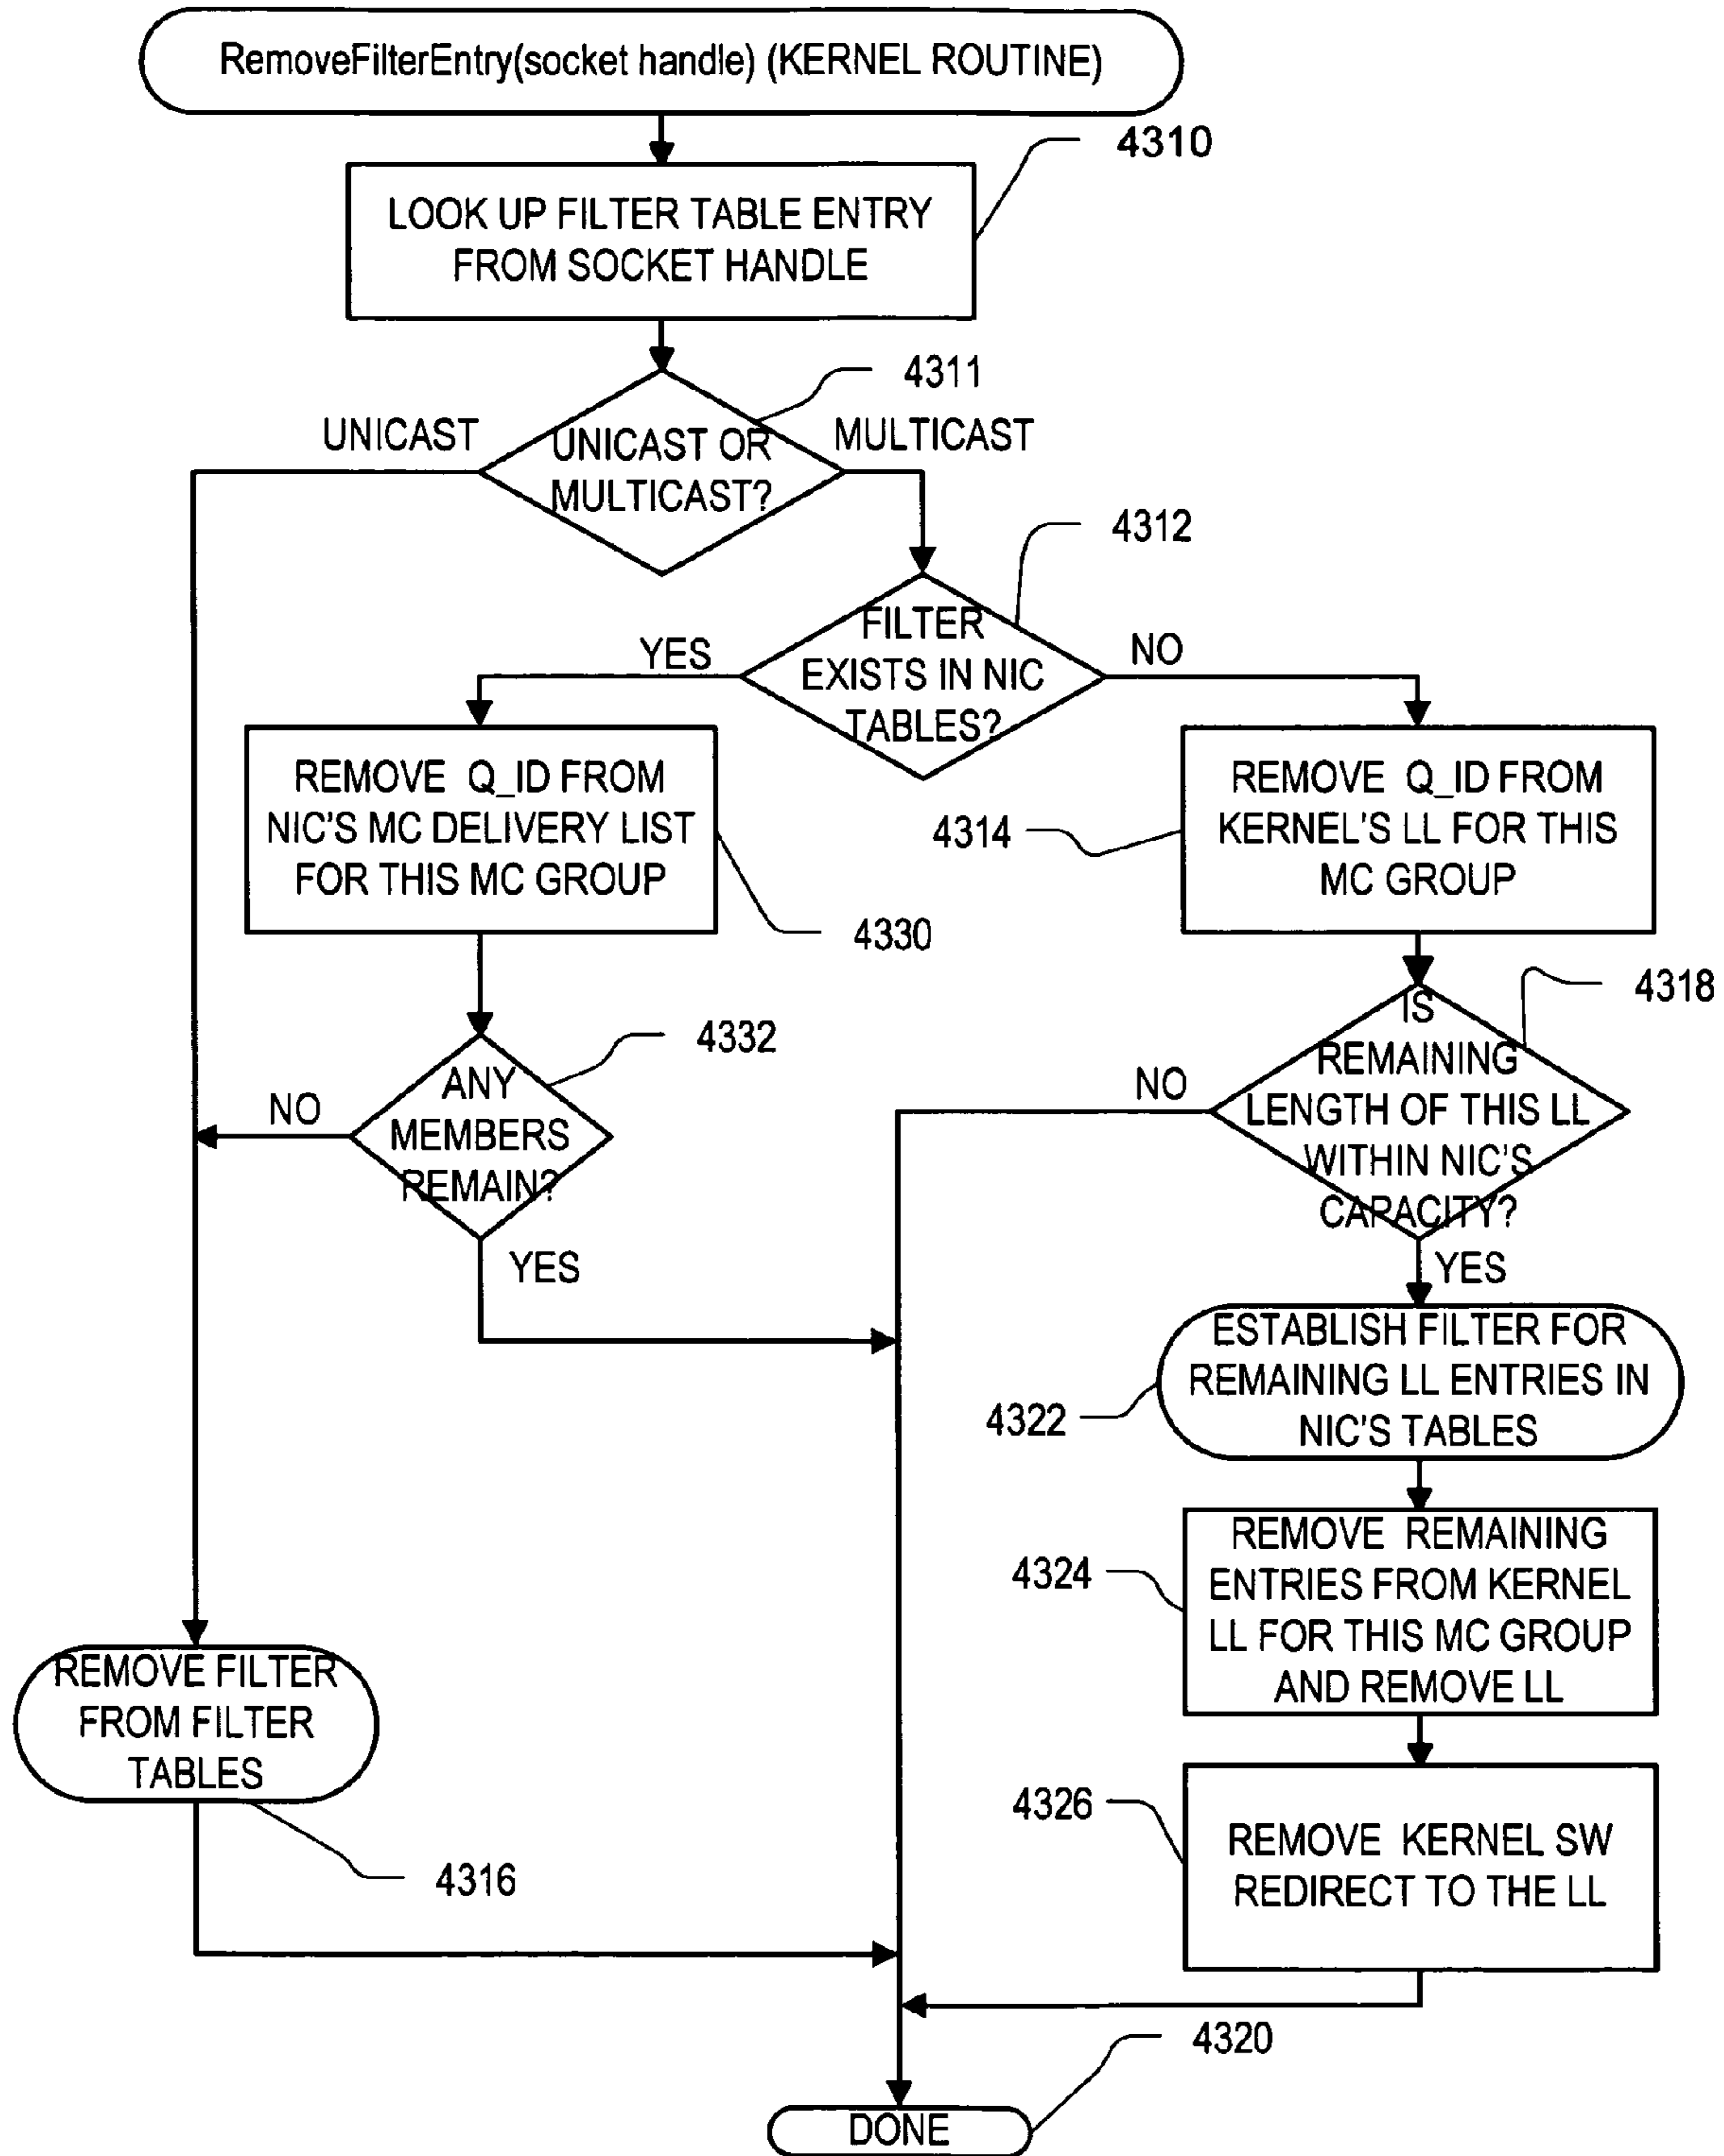 RemoveFilterEntry(socket handle) (KERNEL ROUTINE)
4310
LOOK UP FILTER TABLE ENTRY
FROM SOCKET HANDLE
4311
UNICAST
UNICAST OR
MULTICAST?
MULTICAST
4312
FILTER
EXISTS IN NIC
TABLES?
YES
NO
REMOVE Q_ID FROM
NIC'S MC DELIVERY LIST
FOR THIS MC GROUP
4330
4314
REMOVE Q_ID FROM
KERNEL'S LL FOR THIS
MC GROUP
4318
4332
ANY
MEMBERS
REMAIN?
NO
YES
IS
REMAINING
LENGTH OF THIS LL
WITHIN NIC'S
CAPACITY?
NO
YES
ESTABLISH FILTER FOR
REMAINING LL ENTRIES IN
NIC'S TABLES
4322
4324
REMOVE REMAINING
ENTRIES FROM KERNEL
LL FOR THIS MC GROUP
AND REMOVE LL
REMOVE FILTER
FROM FILTER
TABLES
4316
4326
REMOVE KERNEL SW
REDIRECT TO THE LL
4320
DONE